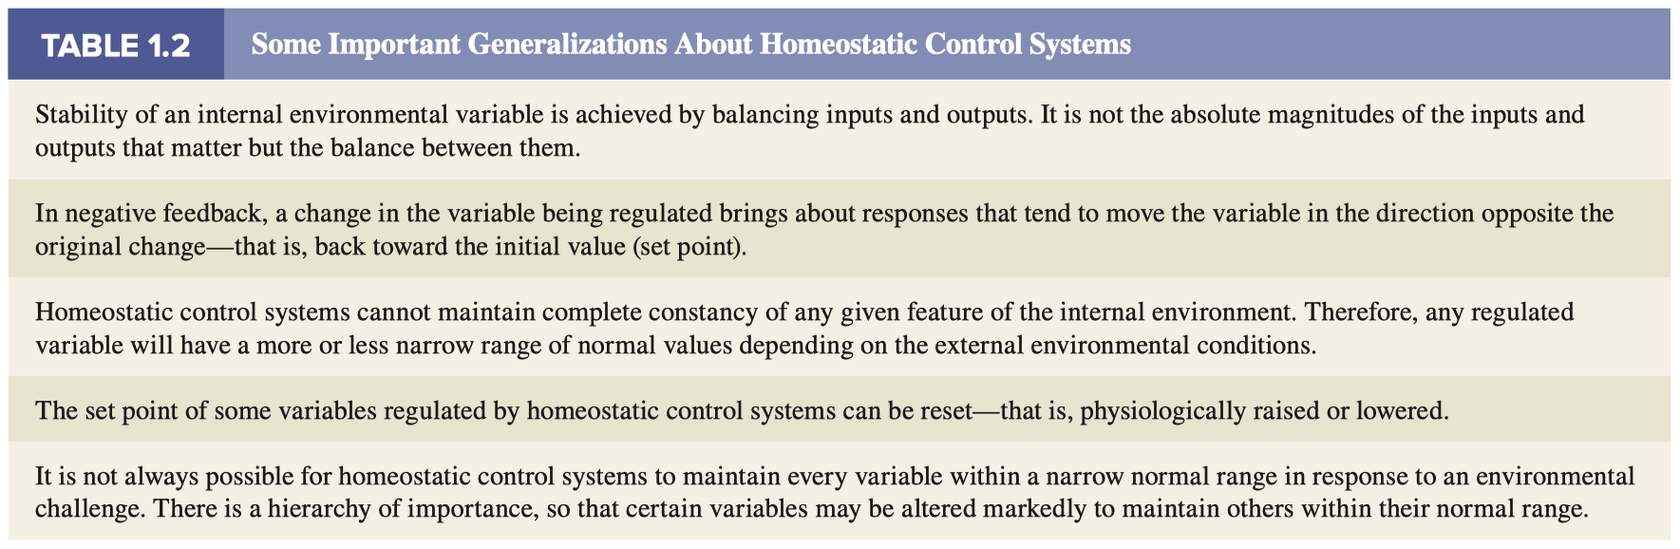 TABLE 1.2 Some Important Generalizations About Homeostatic Control Systems
Stability of an internal environmental variable is achieved by balancing inputs and outputs. It is not the absolute magnitudes of the inputs and
outputs that matter but the balance between them.
In negative feedback, a change in the variable being regulated brings about responses that tend to move the variable in the direction opposite the
original change—that is, back toward the initial value (set point).
Homeostatic control systems cannot maintain complete constancy of any given feature of the internal environment. Therefore, any regulated
variable will have a more or less narrow range of normal values depending on the external environmental conditions.
The set point of some variables regulated by homeostatic control systems can be reset—that is, physiologically raised or lowered.
It is not always possible for homeostatic control systems to maintain every variable within a narrow normal range in response to an environmental
challenge. There is a hierarchy of importance, so that certain variables may be altered markedly to maintain others within their normal range.